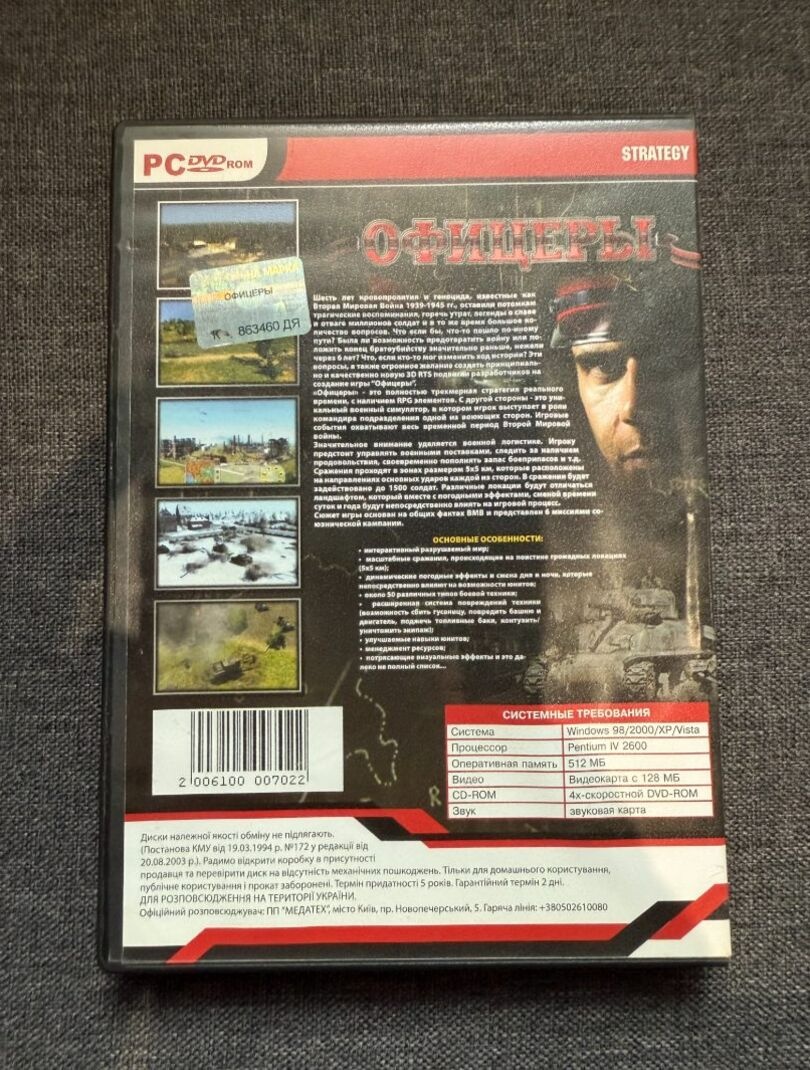 PC DVD ROM
STRATEGY
ОФИЦЕРЫ
МАРКА
ОФИЦЕРЫ
863460 ДЯ
Шесть лет кровопролития и геноцида, известные как
Вторая Мировая Война 1939-1945 гг., оставили потомкам
трагические воспоминания, горечь утрат, легенды о славе
и отваге миллионов солдат и в то же время большое ко-
личество вопросов. Что если бы, что-то пошло по-иному
пути? Была ли возможность предотвратить войну или по-
ложить конец братоубийству значительно раньше, нежели
через 6 лет? Что, если кто-то мог изменить ход истории? Эти
вопросы, а также огромное желание создать принципиаль-
но и качественно новую 3D RTS подвигли разработчиков на
создание игры "Офицеры".
«Офицеры» - это полностью трехмерная стратегия реального
времени, с наличием RPG элементов. С другой стороны - это уни-
кальный военный симулятор, в котором игрок выступает в роли
командира подразделения одной из воюющих сторон. Игровые
события охватывают весь временной период Второй Мировой
войны.
Значительное внимание уделяется военной логистике. Игроку
предстоит управлять военными поставками, следить за наличием
продовольствия, своевременно пополнять запас боеприпасов и т.д.
Сражения проходят в зонах размером 5х5 км, которые расположены
на направлениях основных ударов каждой из сторон. В сражении будет
задействовано до 1500 солдат. Различные локации будут отличаться
ландшафтом, который вместе с погодными эффектами, сменой времени
суток и года будут непосредственно влиять на игровой процесс.
Сюжет игры основан на общих фактах ВМВ и представлен 6 миссиями со-
юзнической кампании.
ОСНОВНЫЕ ОСОБЕННОСТИ:
• интерактивный разрушаемый мир;
• масштабные сражения, происходящие на поистине громадных локациях
(5х5 км);
• динамические погодные эффекты и смена дня и ночи, которые
непосредственно влияют на возможности юнитов;
• около 50 различных типов боевой техники;
• расширенная система повреждений техники
(возможность сбить гусеницу, повредить башню и
двигатель, поджечь топливные баки, контузить/
уничтожить экипаж);
• улучшаемые навыки юнитов;
• менеджмент ресурсов;
• потрясающие визуальные эффекты и это да-
леко не полный список...
2 006100 007022
R
СИСТЕМНЫЕ ТРЕБОВАНИЯ
Система Windows 98/2000/XP/Vista
Процессор Pentium IV 2600
Оперативная память 512 МБ
Видео Видеокарта с 128 МБ
CD-ROM 4х-скоростной DVD-ROM
Звук звуковая карта
Диски належної якості обміну не підлягають.
(Постанова КМУ від 19.03.1994 р. №172 у редакції від
20.08.2003 р.). Радимо відкрити коробку в присутності
продавця та перевірити диск на відсутність механічних пошкоджень. Тільки для домашнього користування,
публічне користування і прокат заборонені. Термін придатності 5 років. Гарантійний термін 2 дні.
ДЛЯ РОЗПОВСЮДЖЕННЯ НА ТЕРИТОРІЇ УКРАЇНИ.
Офіційний розповсюджувач: ПП "МЕДАТЕХ", місто Київ, пр. Новопечерський, 5. Гаряча лінія: +380502610080